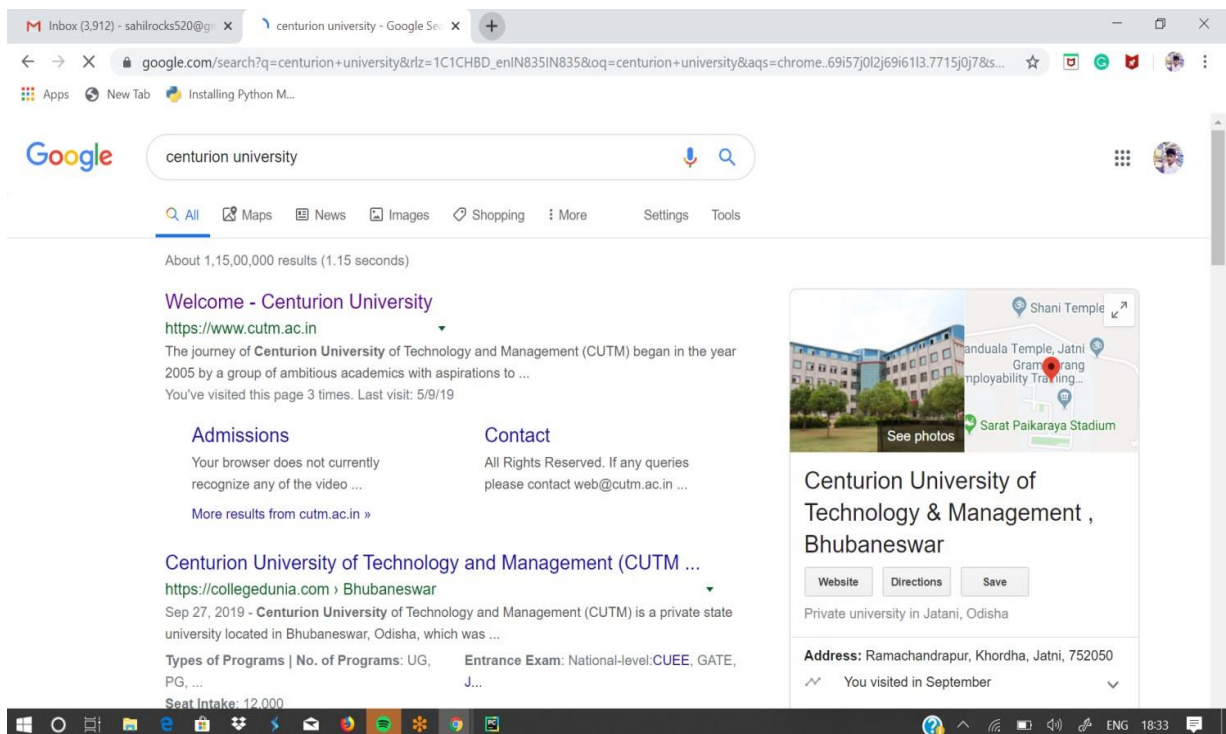 Inbox (3,912) - sahilrocks520@g
centurion university - Google Se
google.com/search?q=centurion+university&rlz=1C1CHBD_enIN835IN835&oq=centurion+university&aqs=chrome..69i57j0l2j69i61l3.7715j0j7&s...
Apps New Tab Installing Python M...
Google
centurion university
All Maps News Images Shopping More Settings Tools
About 1,15,00,000 results (1.15 seconds)
Welcome - Centurion University
https://www.cutm.ac.in
The journey of Centurion University of Technology and Management (CUTM) began in the year
2005 by a group of ambitious academics with aspirations to ...
You've visited this page 3 times. Last visit: 5/9/19
Admissions
Your browser does not currently
recognize any of the video ...
Contact
All Rights Reserved. If any queries
please contact web@cutm.ac.in ...
More results from cutm.ac.in »
Centurion University of Technology and Management (CUTM ...
https://collegedunia.com › Bhubaneswar
Sep 27, 2019 - Centurion University of Technology and Management (CUTM) is a private state
university located in Bhubaneswar, Odisha, which was ...
Types of Programs | No. of Programs: UG,
PG, ...
Entrance Exam: National-level:CUEE, GATE,
J...
Seat Intake: 12,000
Shani Temple
anduala Temple, Jatni
Gram rang
mployability Training...
Sarat Paikaraya Stadium
See photos
Centurion University of
Technology & Management ,
Bhubaneswar
Website Directions Save
Private university in Jatani, Odisha
Address: Ramachandrapur, Khordha, Jatni, 752050
You visited in September
PC
ENG 18:33